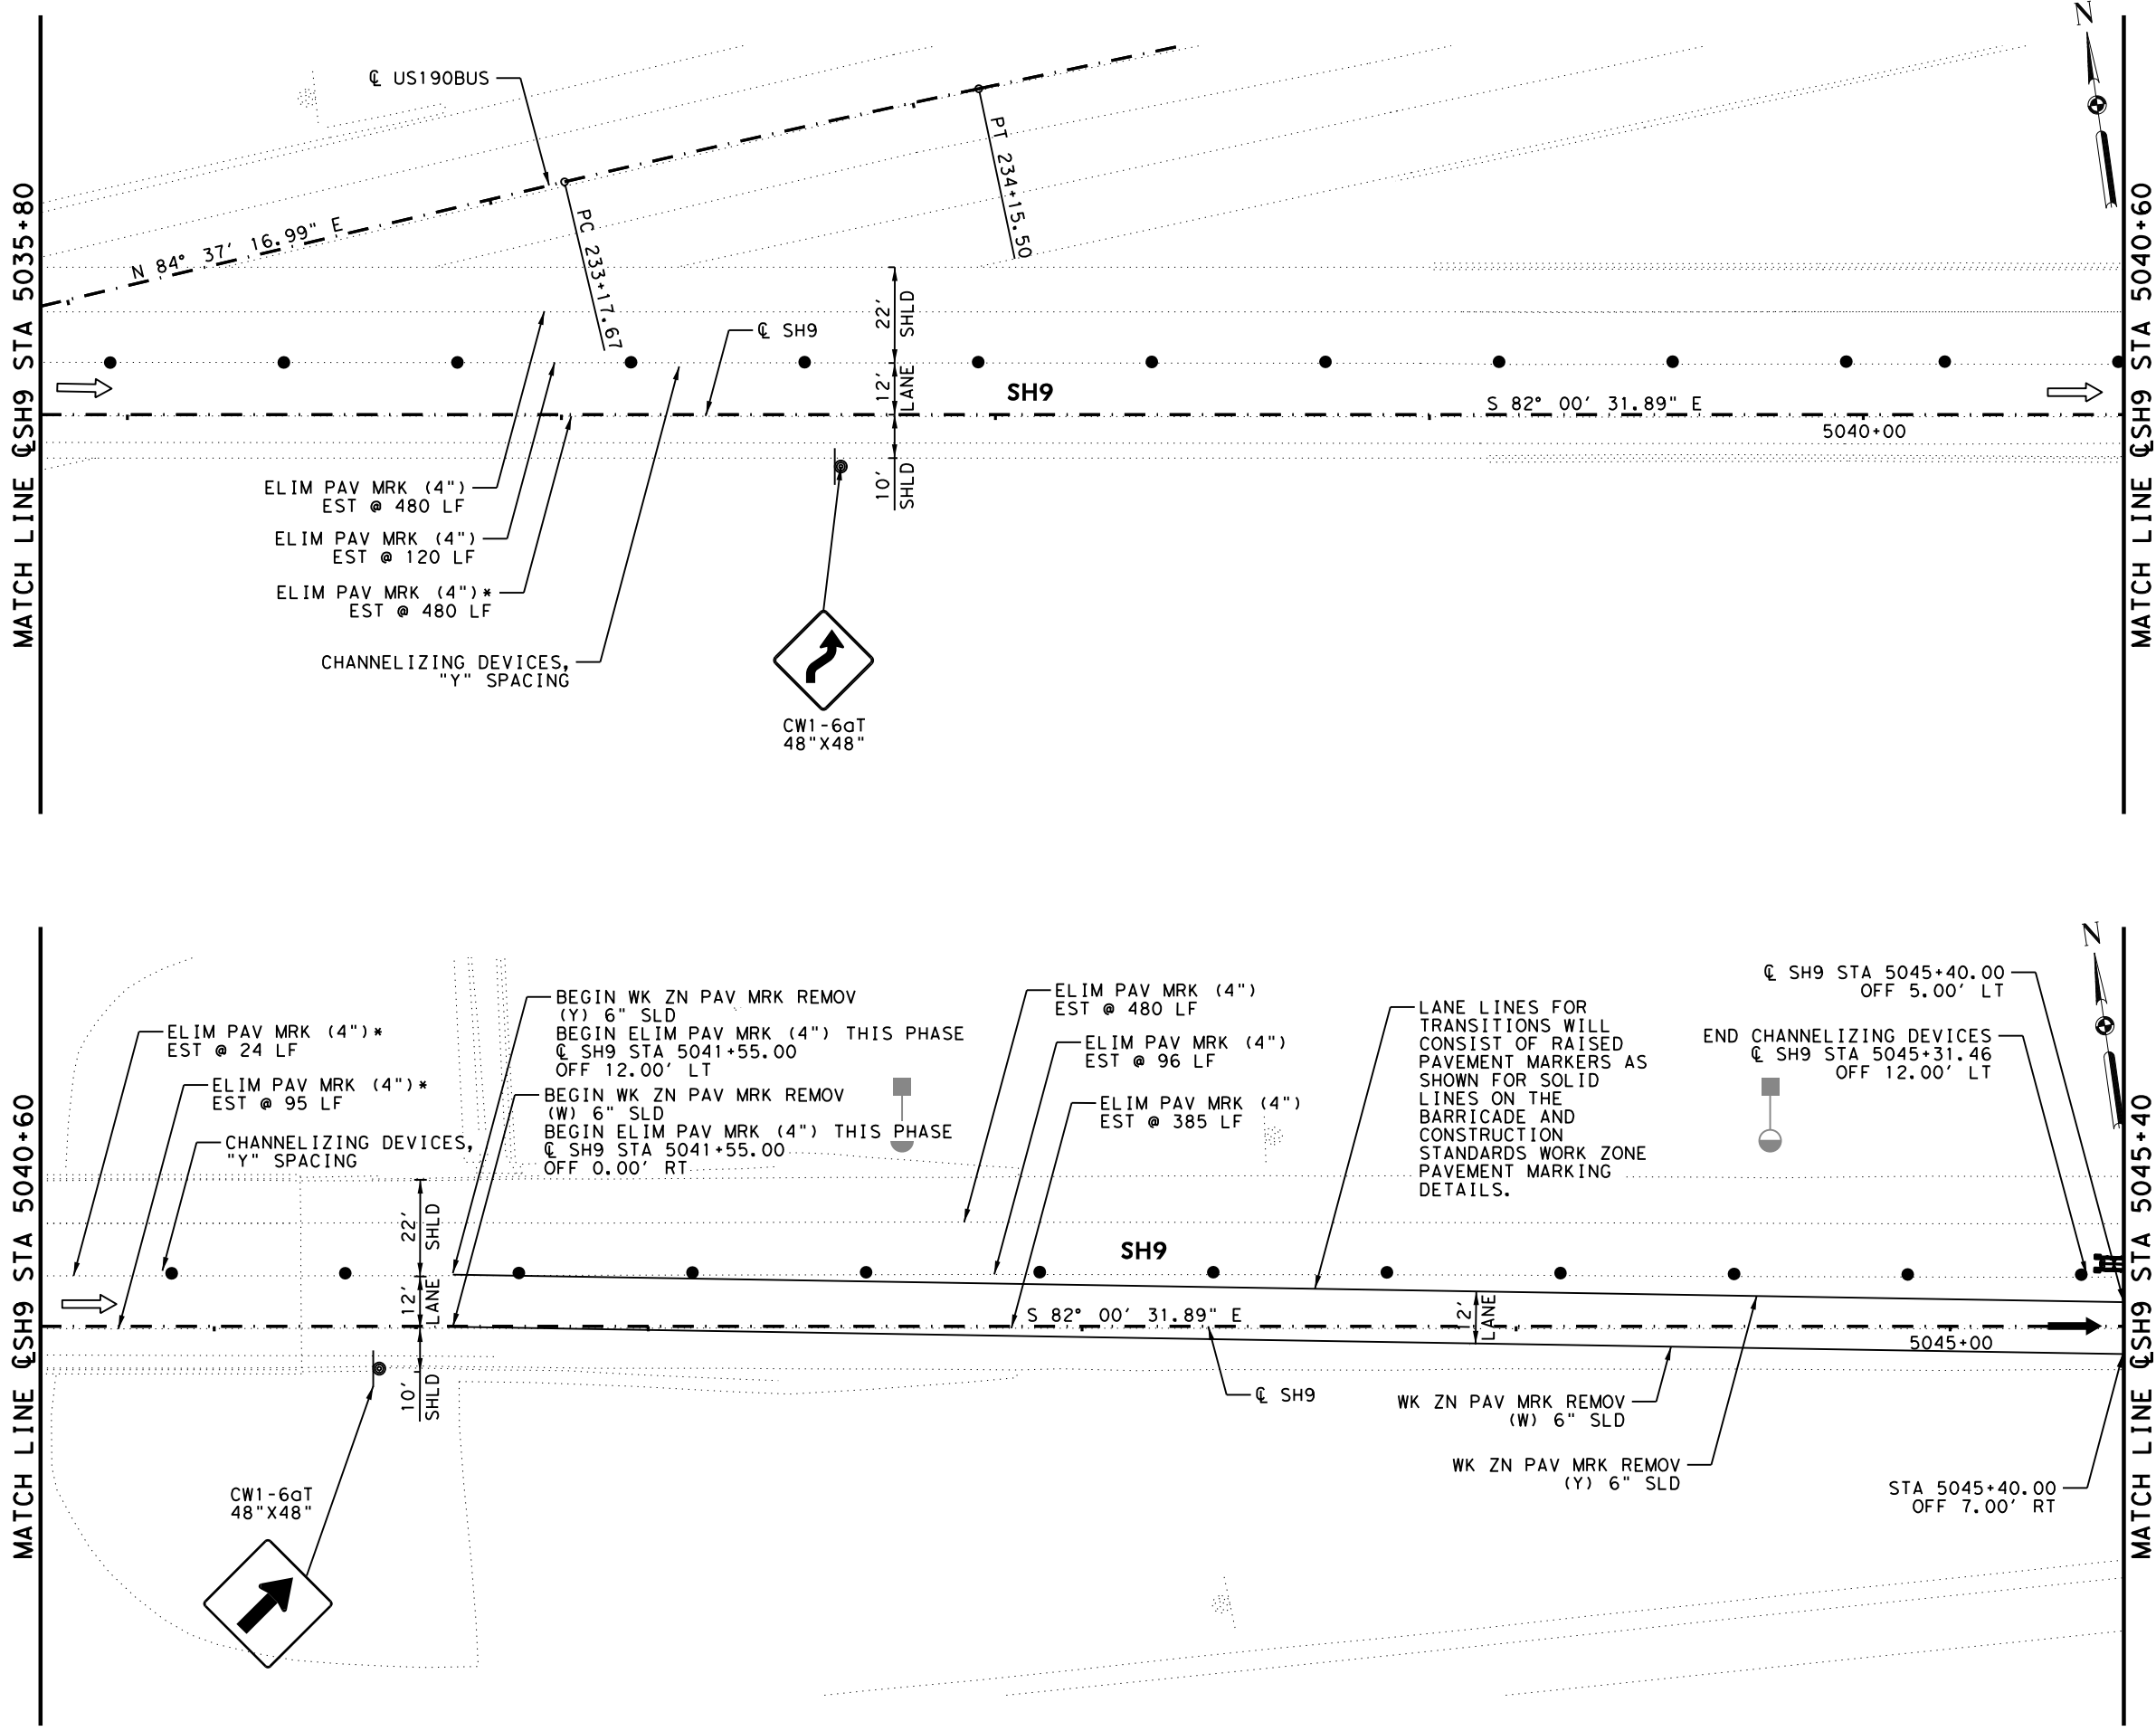 N
℄ US190BUS
PT 234+15.50
N 84° 37' 16.99" E
PC 233+17.67
22'
SHLD
℄ SH9
12'
LANE
SH9
S 82° 00' 31.89" E
5040+00
10'
SHLD
ELIM PAV MRK (4")
EST @ 480 LF
ELIM PAV MRK (4")
EST @ 120 LF
ELIM PAV MRK (4")*
EST @ 480 LF
CHANNELIZING DEVICES,
"Y" SPACING
CW1-6aT
48"X48"
MATCH LINE ℄SH9 STA 5035+80
MATCH LINE ℄SH9 STA 5040+60
N
ELIM PAV MRK (4")*
EST @ 24 LF
ELIM PAV MRK (4")*
EST @ 95 LF
CHANNELIZING DEVICES,
"Y" SPACING
BEGIN WK ZN PAV MRK REMOV
(Y) 6" SLD
BEGIN ELIM PAV MRK (4") THIS PHASE
℄ SH9 STA 5041+55.00
OFF 12.00' LT
BEGIN WK ZN PAV MRK REMOV
(W) 6" SLD
BEGIN ELIM PAV MRK (4") THIS PHASE
℄ SH9 STA 5041+55.00
OFF 0.00' RT
ELIM PAV MRK (4")
EST @ 480 LF
ELIM PAV MRK (4")
EST @ 96 LF
ELIM PAV MRK (4")
EST @ 385 LF
LANE LINES FOR
TRANSITIONS WILL
CONSIST OF RAISED
PAVEMENT MARKERS AS
SHOWN FOR SOLID
LINES ON THE
BARRICADE AND
CONSTRUCTION
STANDARDS WORK ZONE
PAVEMENT MARKING
DETAILS.
℄ SH9 STA 5045+40.00
OFF 5.00' LT
END CHANNELIZING DEVICES
℄ SH9 STA 5045+31.46
OFF 12.00' LT
22'
SHLD
12'
LANE
10'
SHLD
SH9
S 82° 00' 31.89" E
12'
LANE
5045+00
℄ SH9
WK ZN PAV MRK REMOV
(W) 6" SLD
WK ZN PAV MRK REMOV
(Y) 6" SLD
STA 5045+40.00
OFF 7.00' RT
CW1-6aT
48"X48"
MATCH LINE ℄SH9 STA 5040+60
MATCH LINE ℄SH9 STA 5045+40